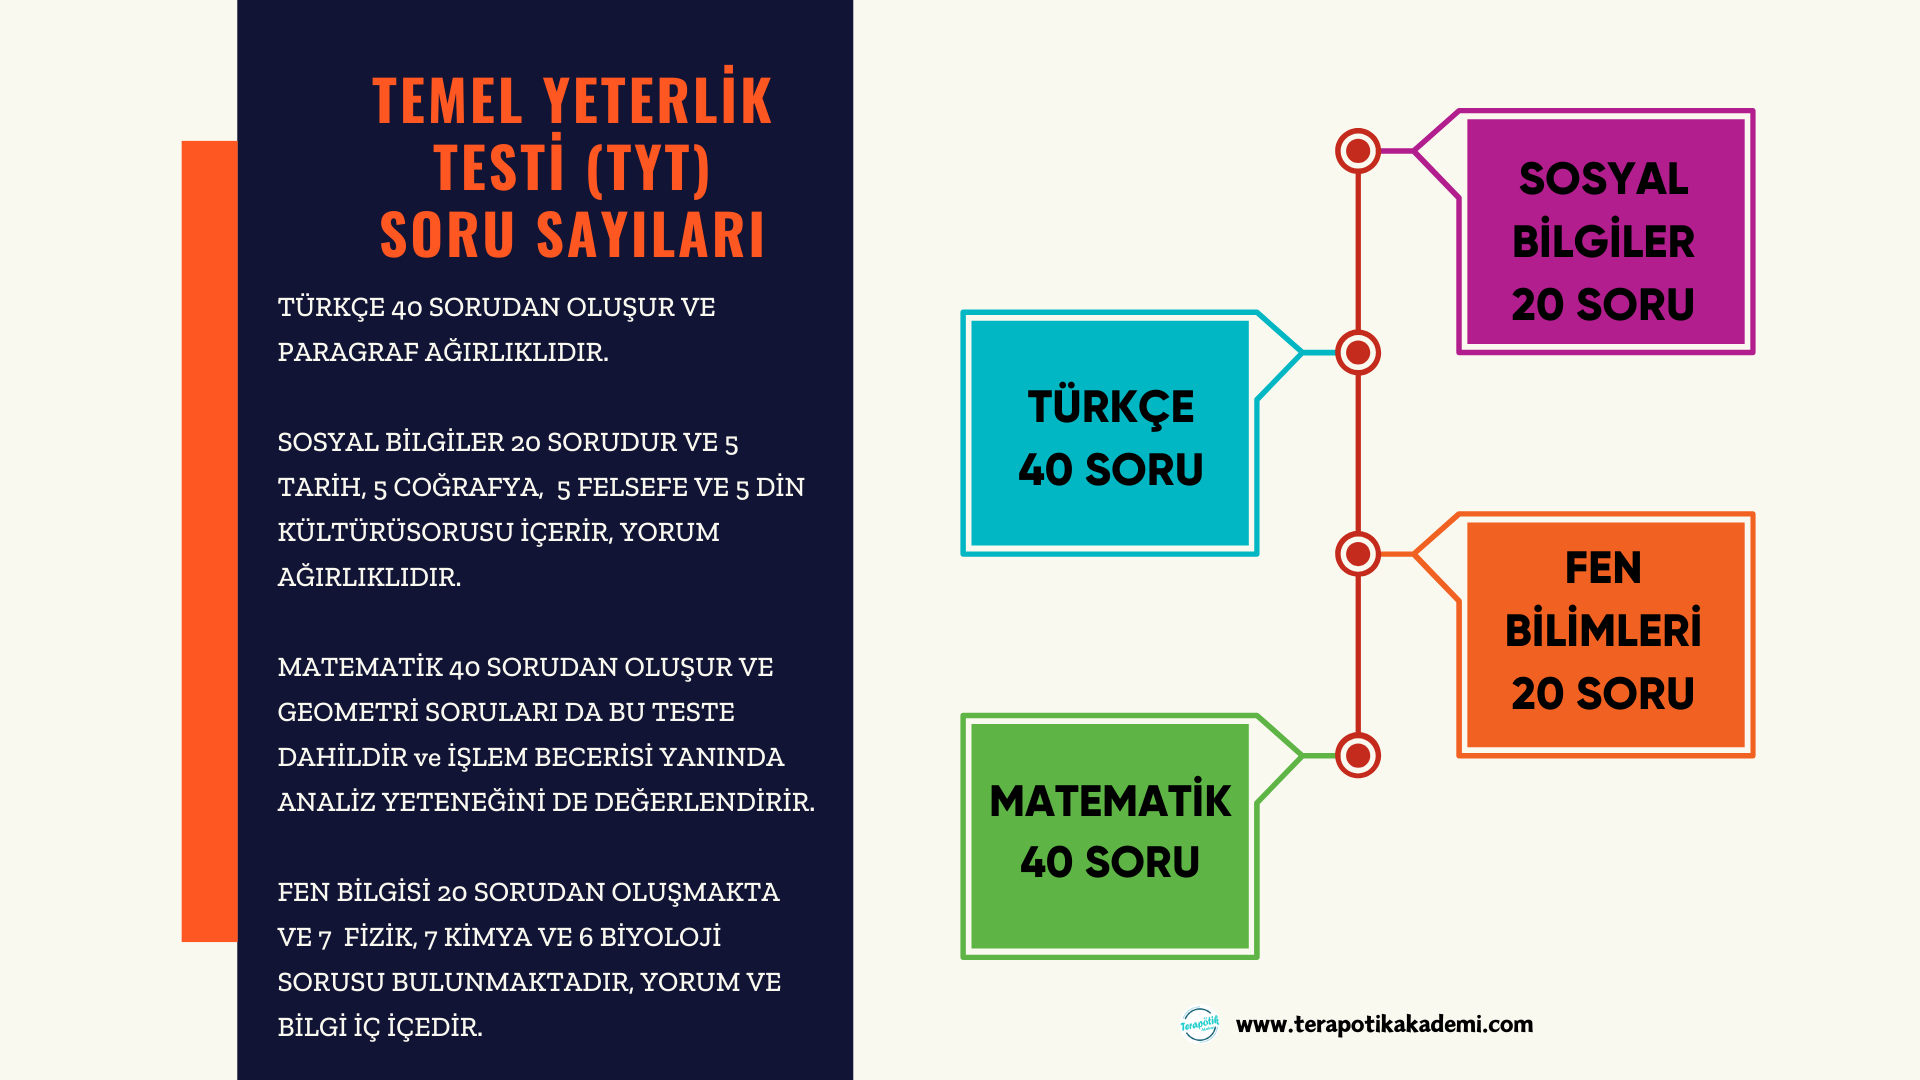 TEMEL YETERLİK
TESTİ (TYT)
SORU SAYILARI
TÜRKÇE 40 SORUDAN OLUŞUR VE
PARAGRAF AĞIRLIKLIDIR.
SOSYAL BİLGİLER 20 SORUDUR VE 5
TARİH, 5 COĞRAFYA,  5 FELSEFE VE 5 DİN
KÜLTÜRÜSORUSU İÇERİR, YORUM
AĞIRLIKLIDIR.
MATEMATİK 40 SORUDAN OLUŞUR VE
GEOMETRİ SORULARI DA BU TESTE
DAHİLDİR ve İŞLEM BECERİSİ YANINDA
ANALİZ YETENEĞİNİ DE DEĞERLENDİRİR.
FEN BİLGİSİ 20 SORUDAN OLUŞMAKTA
VE 7  FİZİK, 7 KİMYA VE 6 BİYOLOJİ
SORUSU BULUNMAKTADIR, YORUM VE
BİLGİ İÇ İÇEDİR.
SOSYAL
BİLGİLER
20 SORU
TÜRKÇE
40 SORU
FEN
BİLİMLERİ
20 SORU
MATEMATİK
40 SORU
Terapötik
www.terapotikakademi.com